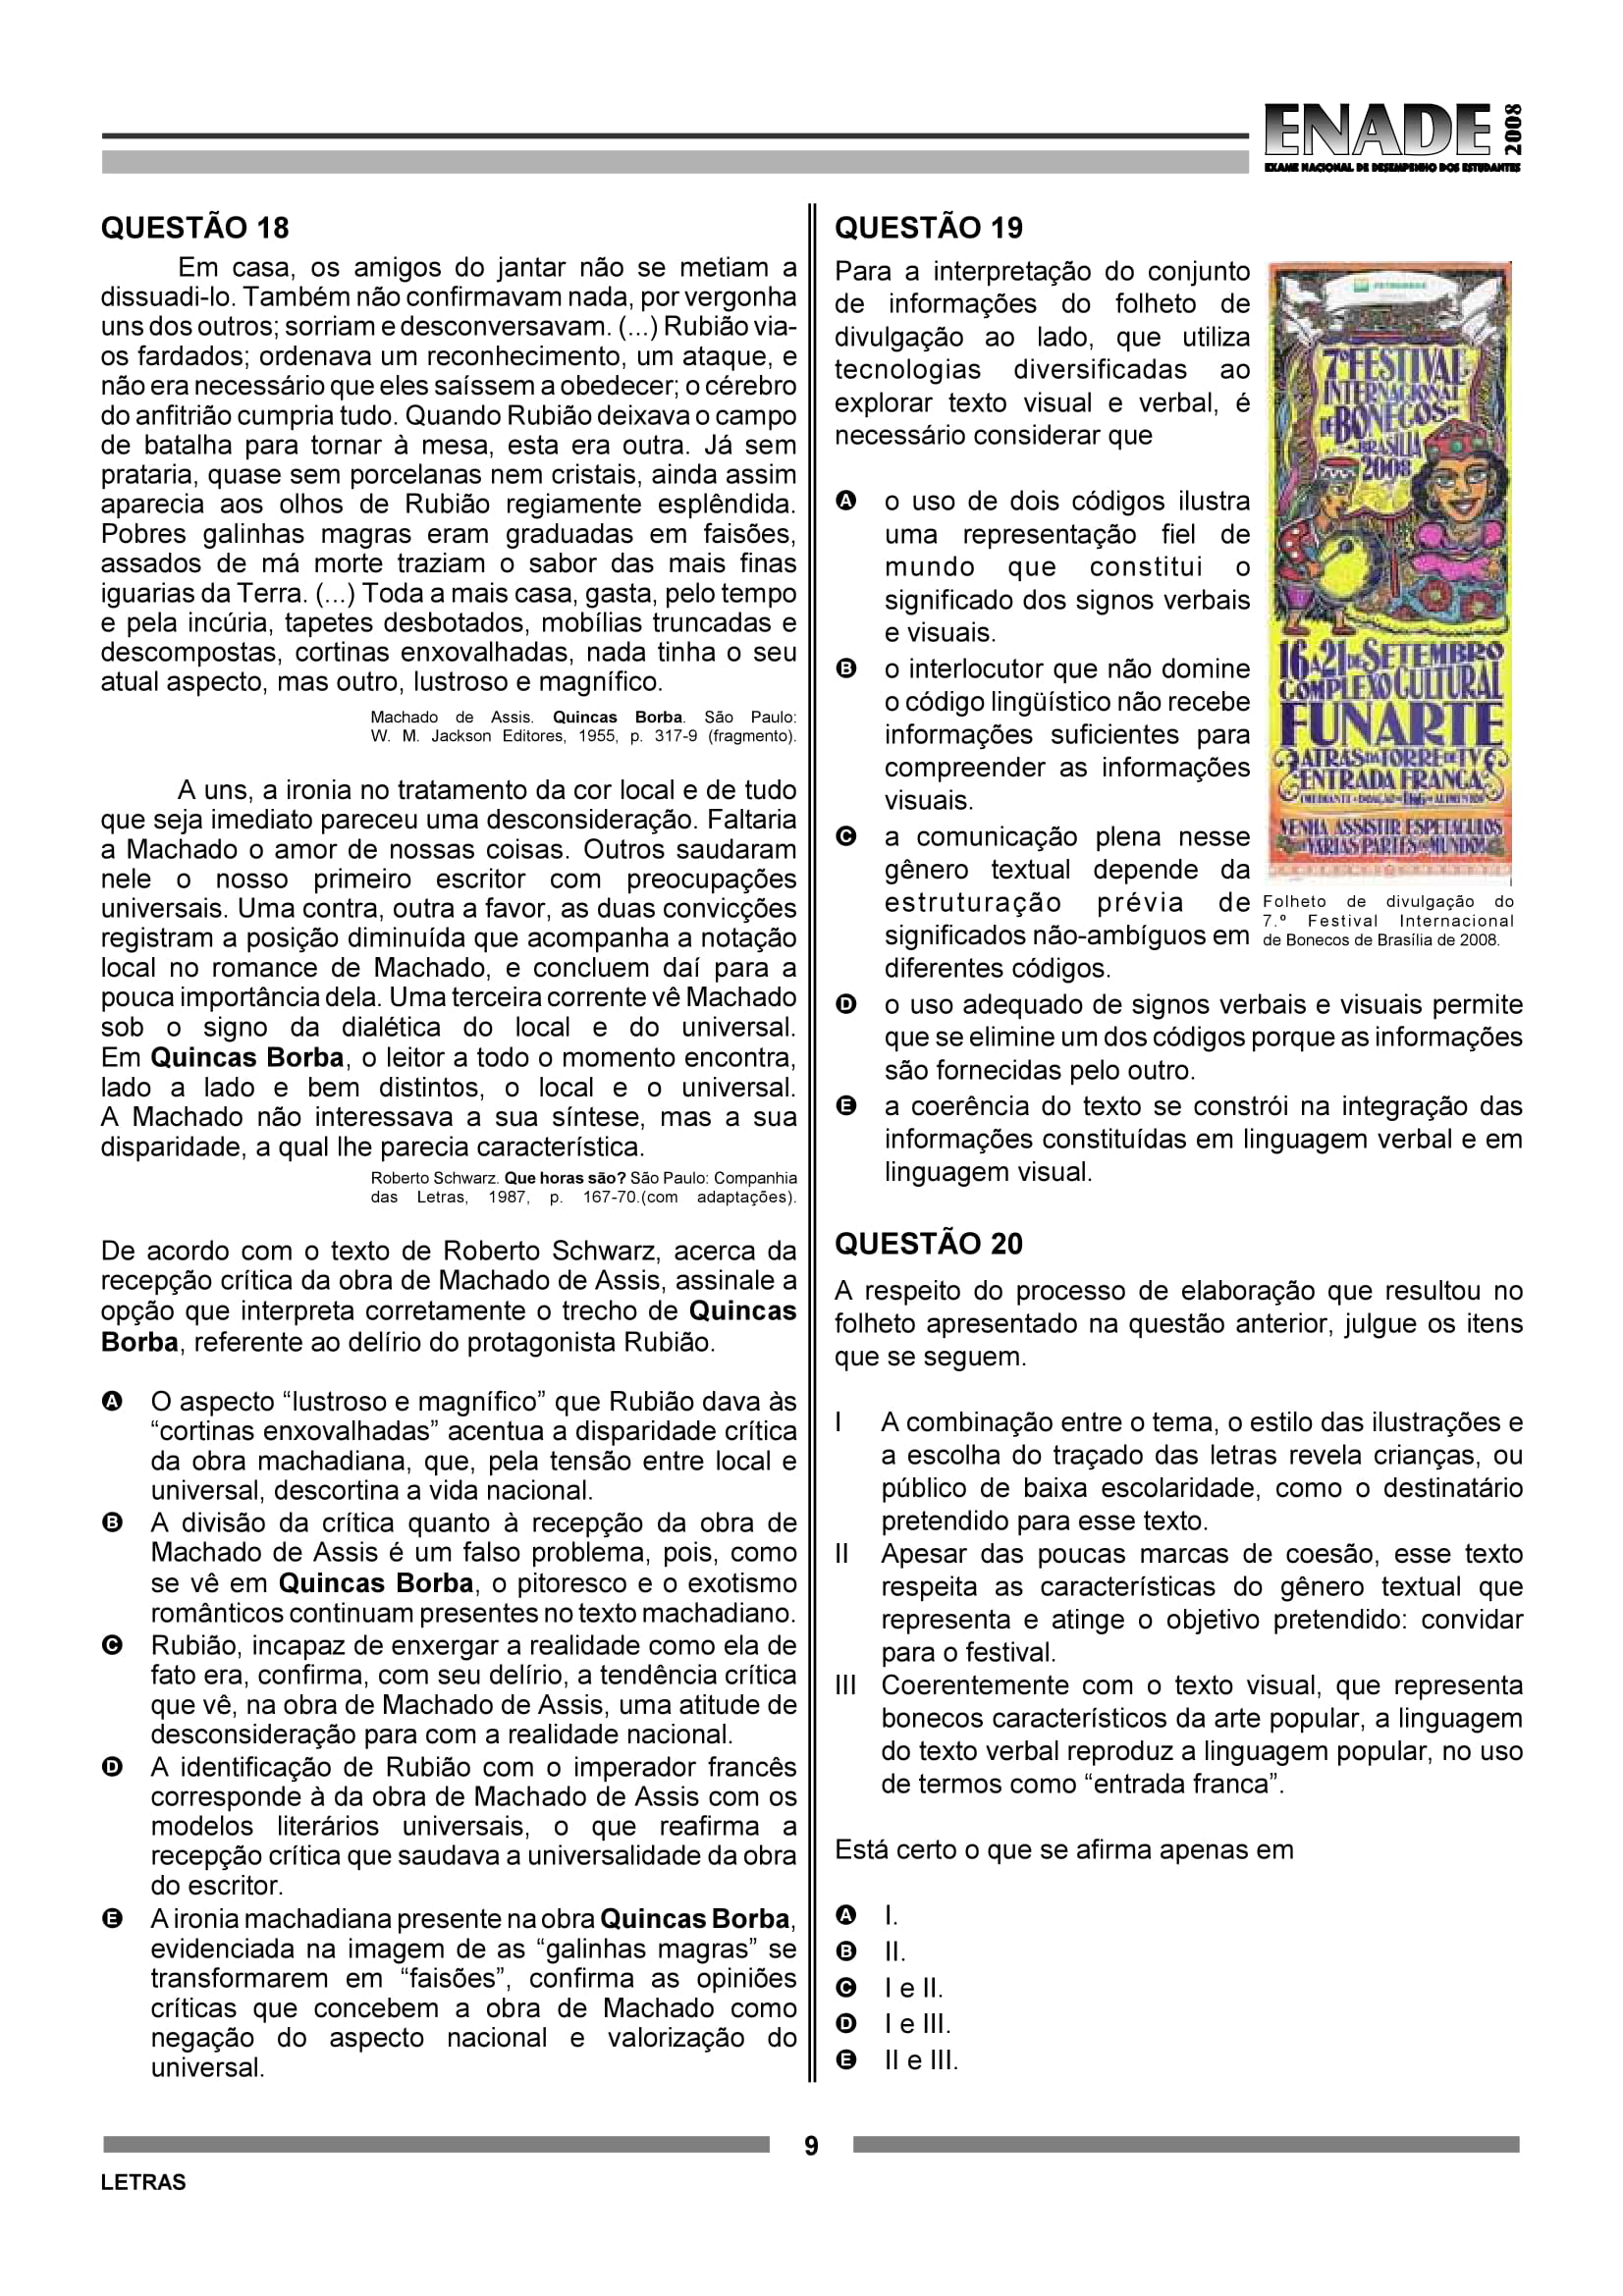 ENADE 2008
EXAME NACIONAL DE DESEMPENHO DOS ESTUDANTES
QUESTÃO 18
Em casa, os amigos do jantar não se metiam a
dissuadi-lo. Também não confirmavam nada, por vergonha
uns dos outros; sorriam e desconversavam. (...) Rubião via-
os fardados; ordenava um reconhecimento, um ataque, e
não era necessário que eles saíssem a obedecer; o cérebro
do anfitrião cumpria tudo. Quando Rubião deixava o campo
de batalha para tornar à mesa, esta era outra. Já sem
prataria, quase sem porcelanas nem cristais, ainda assim
aparecia aos olhos de Rubião regiamente esplêndida.
Pobres galinhas magras eram graduadas em faisões,
assados de má morte traziam o sabor das mais finas
iguarias da Terra. (...) Toda a mais casa, gasta, pelo tempo
e pela incúria, tapetes desbotados, mobílias truncadas e
descompostas, cortinas enxovalhadas, nada tinha o seu
atual aspecto, mas outro, lustroso e magnífico.
Machado de Assis. Quincas Borba. São Paulo:
W. M. Jackson Editores, 1955, p. 317-9 (fragmento).
A uns, a ironia no tratamento da cor local e de tudo
que seja imediato pareceu uma desconsideração. Faltaria
a Machado o amor de nossas coisas. Outros saudaram
nele o nosso primeiro escritor com preocupações
universais. Uma contra, outra a favor, as duas convicções
registram a posição diminuída que acompanha a notação
local no romance de Machado, e concluem daí para a
pouca importância dela. Uma terceira corrente vê Machado
sob o signo da dialética do local e do universal.
Em Quincas Borba, o leitor a todo o momento encontra,
lado a lado e bem distintos, o local e o universal.
A Machado não interessava a sua síntese, mas a sua
disparidade, a qual lhe parecia característica.
Roberto Schwarz. Que horas são? São Paulo: Companhia
das Letras, 1987, p. 167-70.(com adaptações).
De acordo com o texto de Roberto Schwarz, acerca da
recepção crítica da obra de Machado de Assis, assinale a
opção que interpreta corretamente o trecho de Quincas
Borba, referente ao delírio do protagonista Rubião.
A O aspecto “lustroso e magnífico” que Rubião dava às
“cortinas enxovalhadas” acentua a disparidade crítica
da obra machadiana, que, pela tensão entre local e
universal, descortina a vida nacional.
B A divisão da crítica quanto à recepção da obra de
Machado de Assis é um falso problema, pois, como
se vê em Quincas Borba, o pitoresco e o exotismo
românticos continuam presentes no texto machadiano.
C Rubião, incapaz de enxergar a realidade como ela de
fato era, confirma, com seu delírio, a tendência crítica
que vê, na obra de Machado de Assis, uma atitude de
desconsideração para com a realidade nacional.
D A identificação de Rubião com o imperador francês
corresponde à da obra de Machado de Assis com os
modelos literários universais, o que reafirma a
recepção crítica que saudava a universalidade da obra
do escritor.
E A ironia machadiana presente na obra Quincas Borba,
evidenciada na imagem de as “galinhas magras” se
transformarem em “faisões”, confirma as opiniões
críticas que concebem a obra de Machado como
negação do aspecto nacional e valorização do
universal.
QUESTÃO 19
Para a interpretação do conjunto
de informações do folheto de
divulgação ao lado, que utiliza
tecnologias diversificadas ao
explorar texto visual e verbal, é
necessário considerar que
A o uso de dois códigos ilustra
uma representação fiel de
mundo que constitui o
significado dos signos verbais
e visuais.
B o interlocutor que não domine
o código lingüístico não recebe
informações suficientes para
compreender as informações
visuais.
C a comunicação plena nesse
gênero textual depende da
estruturação prévia de
significados não-ambíguos em
diferentes códigos.
D o uso adequado de signos verbais e visuais permite
que se elimine um dos códigos porque as informações
são fornecidas pelo outro.
E a coerência do texto se constrói na integração das
informações constituídas em linguagem verbal e em
linguagem visual.
PETROBRAS
7º FESTIVAL
INTERNACIONAL
DE BONECOS DE
BRASÍLIA
2008
16 A 21 DE SETEMBRO
COMPLEXO CULTURAL
FUNARTE
ATRÁS DA TORRE DE TV
ENTRADA FRANCA
(MEDIANTE A DOAÇÃO DE 1KG DE ALIMENTO)
VENHA ASSISTIR ESPETÁCULOS
DE VÁRIAS PARTES DO MUNDO!
Folheto de divulgação do
7.º Festival Internacional
de Bonecos de Brasília de 2008.
QUESTÃO 20
A respeito do processo de elaboração que resultou no
folheto apresentado na questão anterior, julgue os itens
que se seguem.
I A combinação entre o tema, o estilo das ilustrações e
a escolha do traçado das letras revela crianças, ou
público de baixa escolaridade, como o destinatário
pretendido para esse texto.
II Apesar das poucas marcas de coesão, esse texto
respeita as características do gênero textual que
representa e atinge o objetivo pretendido: convidar
para o festival.
III Coerentemente com o texto visual, que representa
bonecos característicos da arte popular, a linguagem
do texto verbal reproduz a linguagem popular, no uso
de termos como “entrada franca”.
Está certo o que se afirma apenas em
A I.
B II.
C I e II.
D I e III.
E II e III.
9
LETRAS